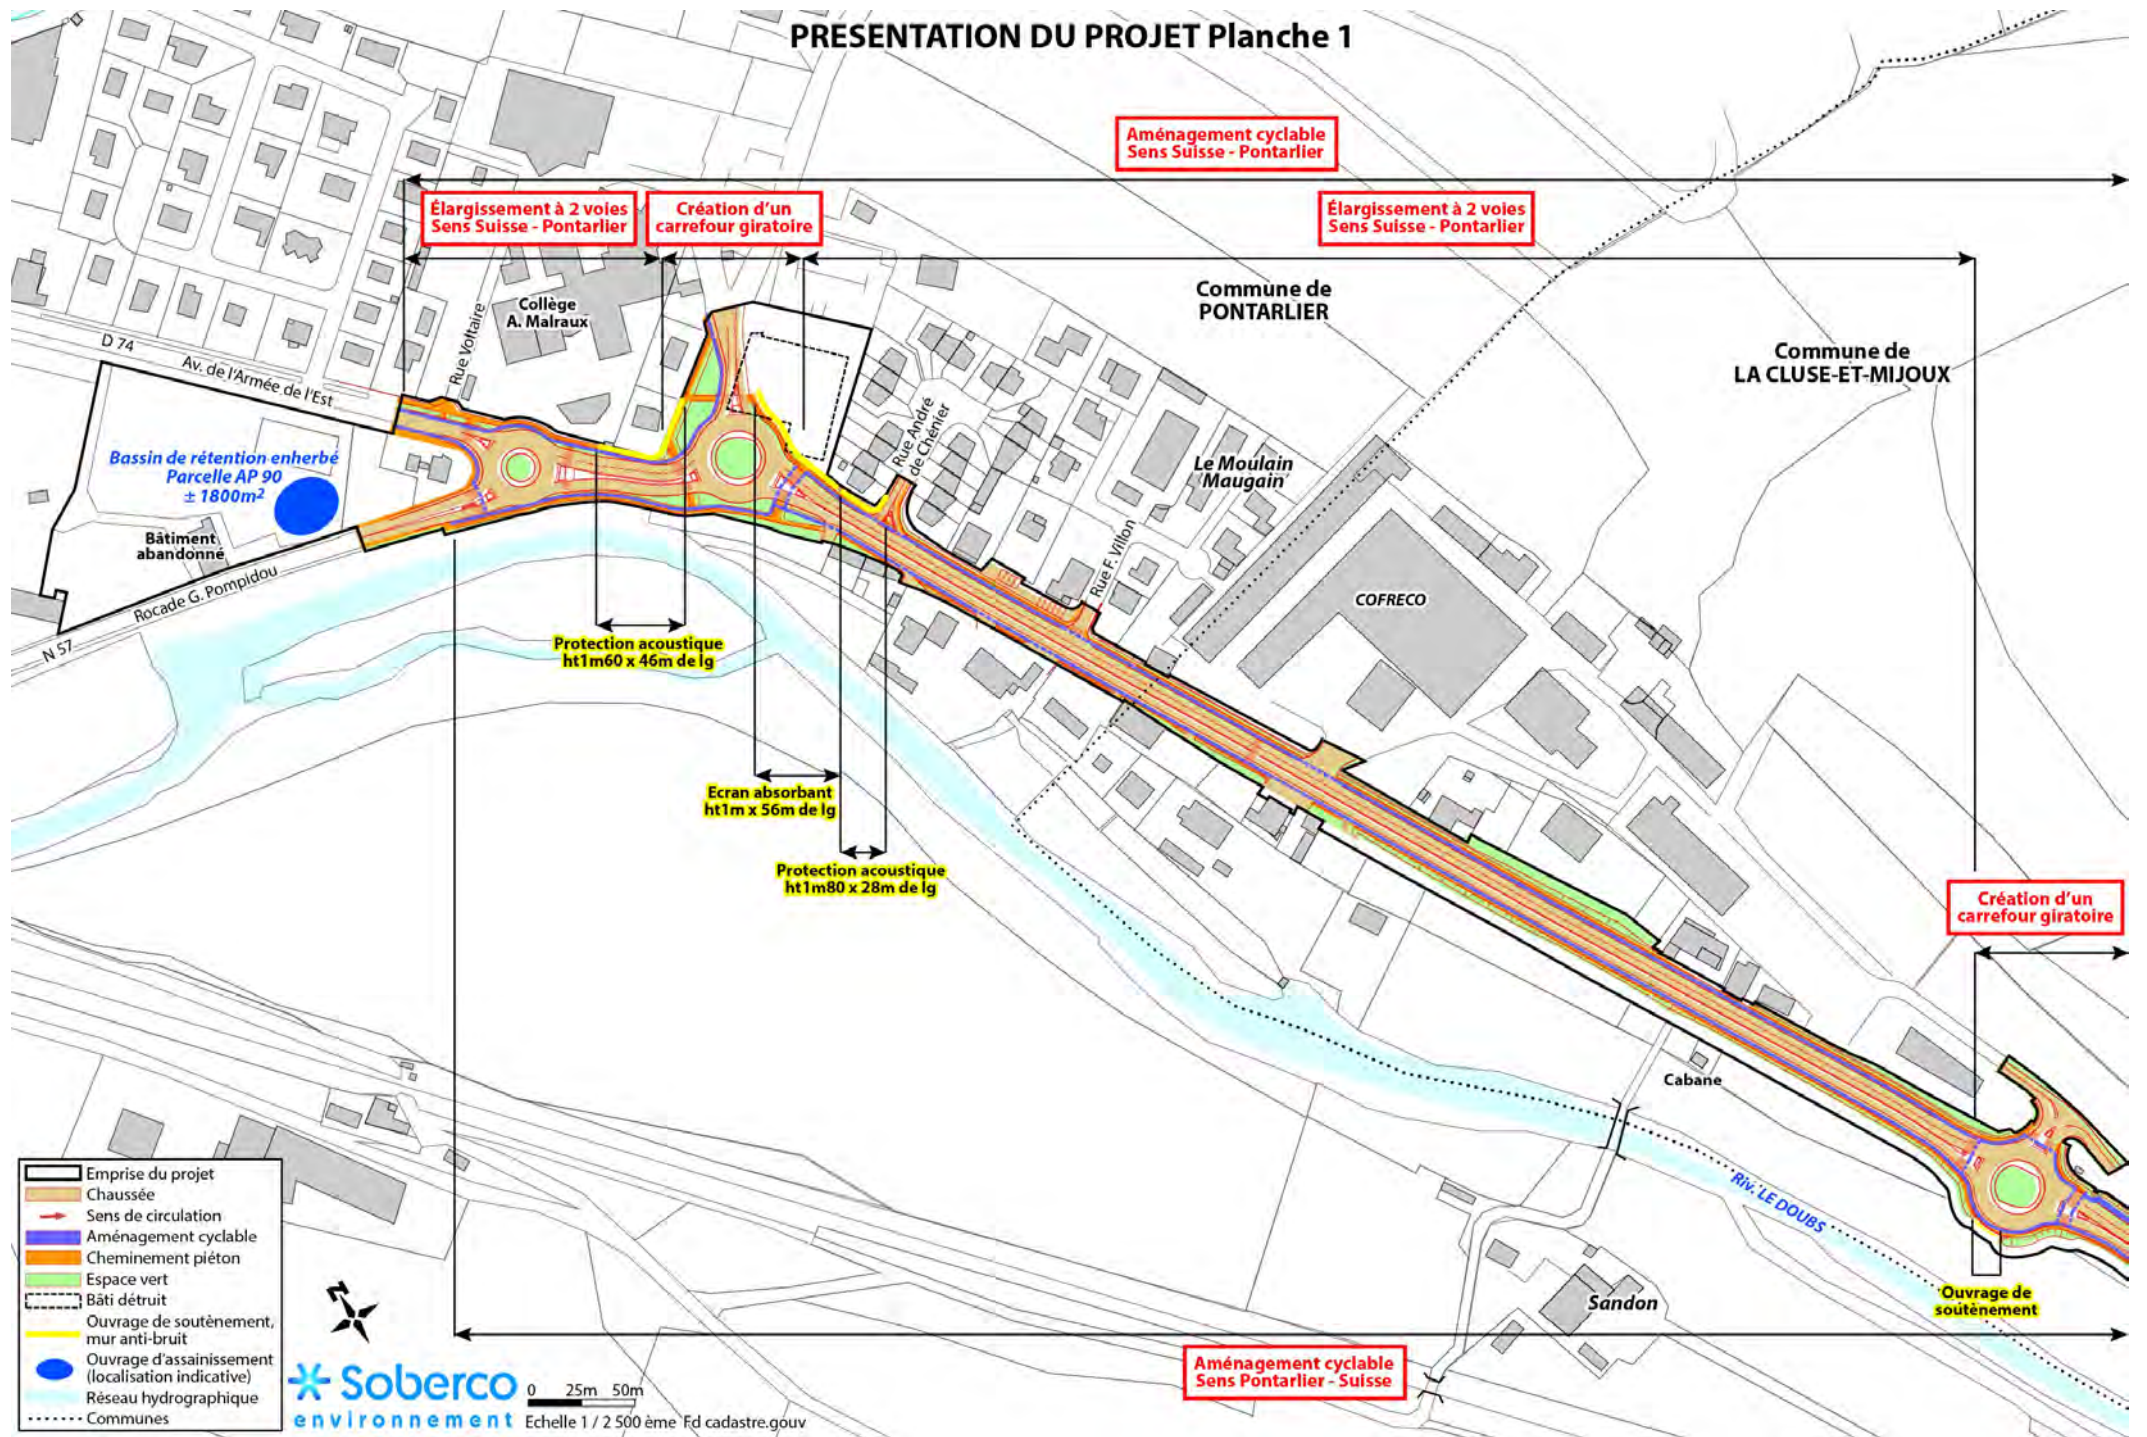 PRESENTATION DU PROJET Planche 1
Aménagement cyclable
Sens Suisse - Pontarlier
Élargissement à 2 voies
Sens Suisse - Pontarlier
Création d'un
carrefour giratoire
Élargissement à 2 voies
Sens Suisse - Pontarlier
Commune de
PONTARLIER
Commune de
LA CLUSE-ET-MIJOUX
Collège
A. Malraux
Rue Voltaire
D 74
Av. de l'Armée de l'Est
Rue André
de Chénier
Bassin de rétention enherbé
Parcelle AP 90
± 1800m²
Bâtiment
abandonné
Le Moulain
Maugain
Rue F. Villon
COFRECO
Rocade G. Pompidou
N 57
Protection acoustique
ht1m60 x 46m de lg
Ecran absorbant
ht1m x 56m de lg
Protection acoustique
ht1m80 x 28m de lg
Création d'un
carrefour giratoire
Cabane
Riv. LE DOUBS
Sandon
Ouvrage de
soutènement
Aménagement cyclable
Sens Pontarlier - Suisse
Emprise du projet
Chaussée
Sens de circulation
Aménagement cyclable
Cheminement piéton
Espace vert
Bâti détruit
Ouvrage de soutènement,
mur anti-bruit
Ouvrage d'assainissement
(localisation indicative)
Réseau hydrographique
Communes
N
Soberco
environnement
0 25m 50m
Echelle 1 / 2 500 ème Fd cadastre.gouv